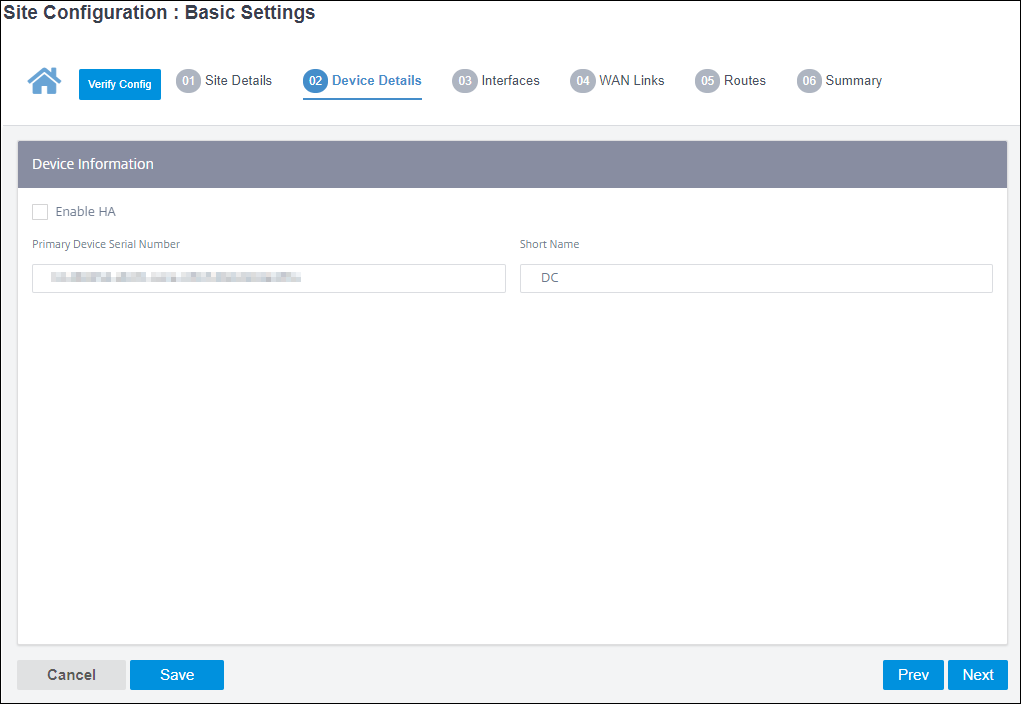 Site Configuration : Basic Settings
Verify Config
01 Site Details
02 Device Details
03 Interfaces
04 WAN Links
05 Routes
06 Summary
Device Information
Enable HA
Primary Device Serial Number
Short Name
DC
Cancel
Save
Prev
Next